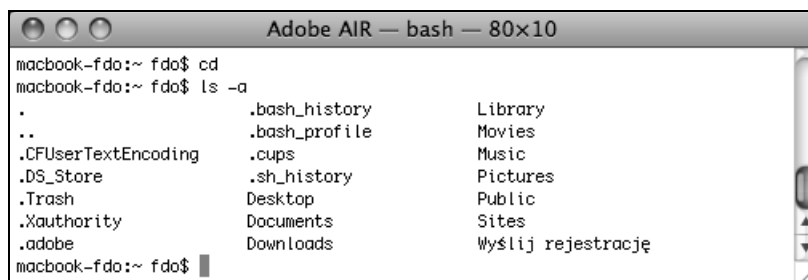 Adobe AIR — bash — 80×10
macbook-fdo:~ fdo$ cd
macbook-fdo:~ fdo$ ls -a
. .bash_history Library
.. .bash_profile Movies
.CFUserTextEncoding .cups Music
.DS_Store .sh_history Pictures
.Trash Desktop Public
.Xauthority Documents Sites
.adobe Downloads Wyślij rejestrację
macbook-fdo:~ fdo$